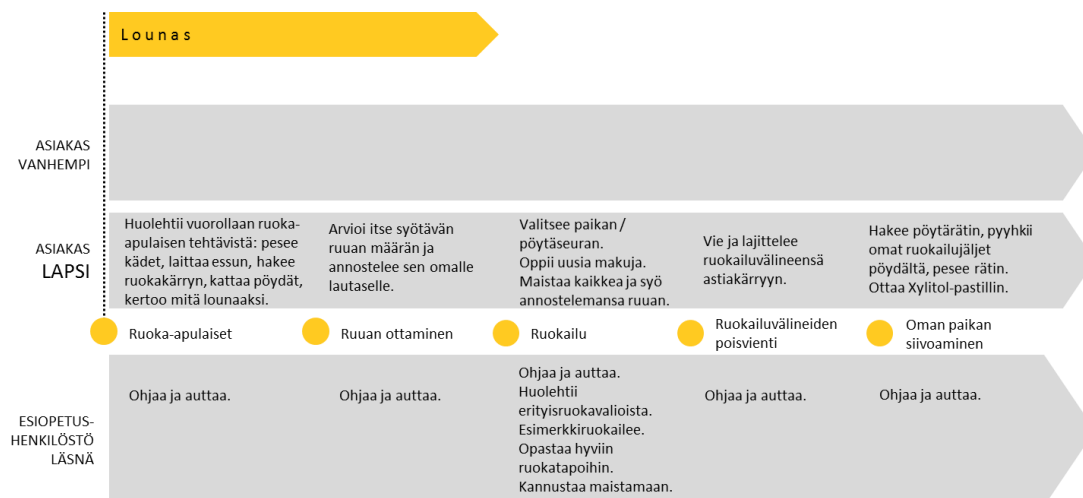 Lounas
ASIAKAS
VANHEMPI
ASIAKAS
LAPSI
Huolehtii vuorollaan ruoka-
apulaisen tehtävistä: pesee
kädet, laittaa essun, hakee
ruokakärryn, kattaa pöydät,
kertoo mitä lounaaksi.
Arvioi itse syötävän
ruuan määrän ja
annostelee sen omalle
lautaselle.
Valitsee paikan /
pöytäseuran.
Oppii uusia makuja.
Maistaa kaikkea ja syö
annostelemansa ruuan.
Vie ja lajittelee
ruokailuvälineensä
astiakärryyn.
Hakee pöytärätin, pyyhkii
omat ruokailujäljet
pöydältä, pesee rätin.
Ottaa Xylitol-pastillin.
Ruoka-apulaiset
Ruuan ottaminen
Ruokailu
Ruokailuvälineiden
poisvienti
Oman paikan
siivoaminen
ESIOPETUS-
HENKILÖSTÖ
LÄSNÄ
Ohjaa ja auttaa.
Ohjaa ja auttaa.
Ohjaa ja auttaa.
Huolehtii
erityisruokavalioista.
Esimerkkiruokailee.
Opastaa hyviin
ruokatapoihin.
Kannustaa maistamaan.
Ohjaa ja auttaa.
Ohjaa ja auttaa.